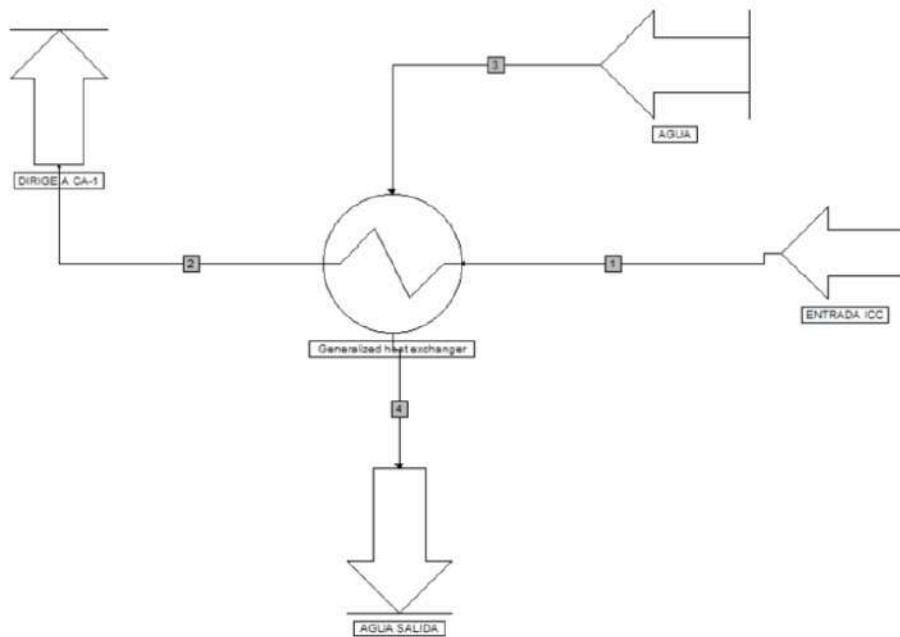 3
AGUA
DIRIGE A CA-1
2
1
ENTRADA ICC
Generalized heat exchanger
4
AGUA SALIDA